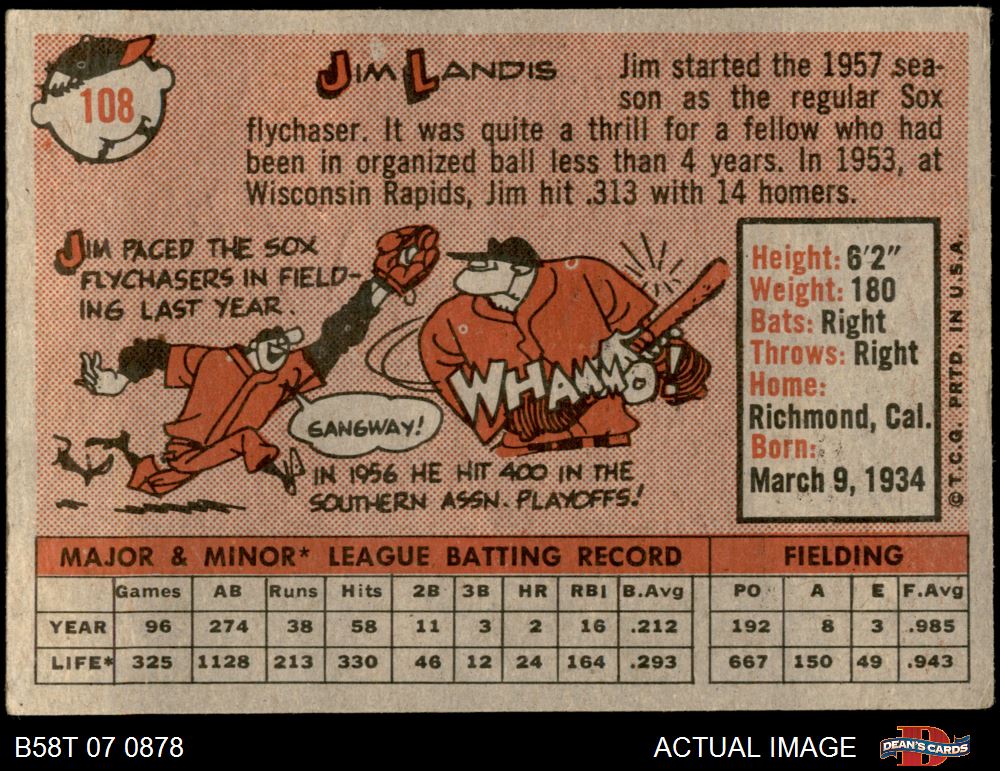 108
JIM LANDIS
Jim started the 1957 sea-
son as the regular Sox
flychaser. It was quite a thrill for a fellow who had
been in organized ball less than 4 years. In 1953, at
Wisconsin Rapids, Jim hit .313 with 14 homers.
JIM PACED THE SOX
FLYCHASERS IN FIELD-
ING LAST YEAR.
GANGWAY!
WHAMMO!
IN 1956 HE HIT 400 IN THE
SOUTHERN ASSN. PLAYOFFS!
Height: 6'2"
Weight: 180
Bats: Right
Throws: Right
Home:
Richmond, Cal.
Born:
March 9, 1934
©T.C.G. PRTD. IN U.S.A.
MAJOR & MINOR* LEAGUE BATTING RECORD FIELDING
Games AB Runs Hits 2B 3B HR RBI B.Avg PO A E F.Avg
YEAR 96 274 38 58 11 3 2 16 .212 192 8 3 .985
LIFE* 325 1128 213 330 46 12 24 164 .293 667 150 49 .943
B58T 07 0878 ACTUAL IMAGE DEAN'S CARDS